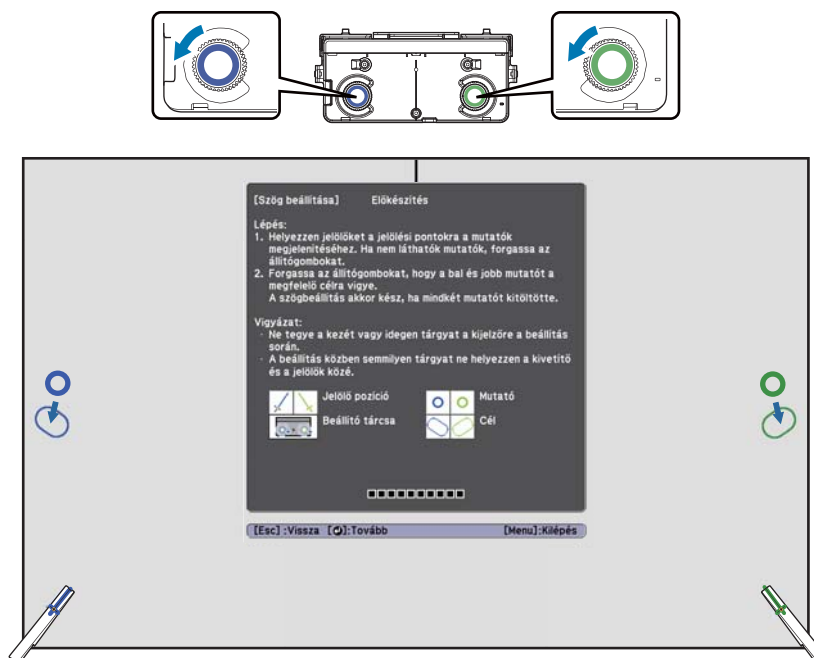 [Szög beállítása] Előkészítés
Lépés:
1. Helyezzen jelölőket a jelölési pontokra a mutatók
megjelenítéséhez. Ha nem láthatók mutatók, forgassa az
állítógombokat.
2. Forgassa az állítógombokat, hogy a bal és jobb mutatót a
megfelelő célra vigye.
A szögbeállítás akkor kész, ha mindkét mutatót kitöltötte.
Vigyázat:
· Ne tegye a kezét vagy idegen tárgyat a kijelzőre a beállítás
során.
· A beállítás közben semmilyen tárgyat ne helyezzen a kivetítő
és a jelölők közé.
Jelölő pozíció Mutató
Beállító tárcsa Cél
[Esc] :Vissza [⏎]:Tovább [Menu]:Kilépés